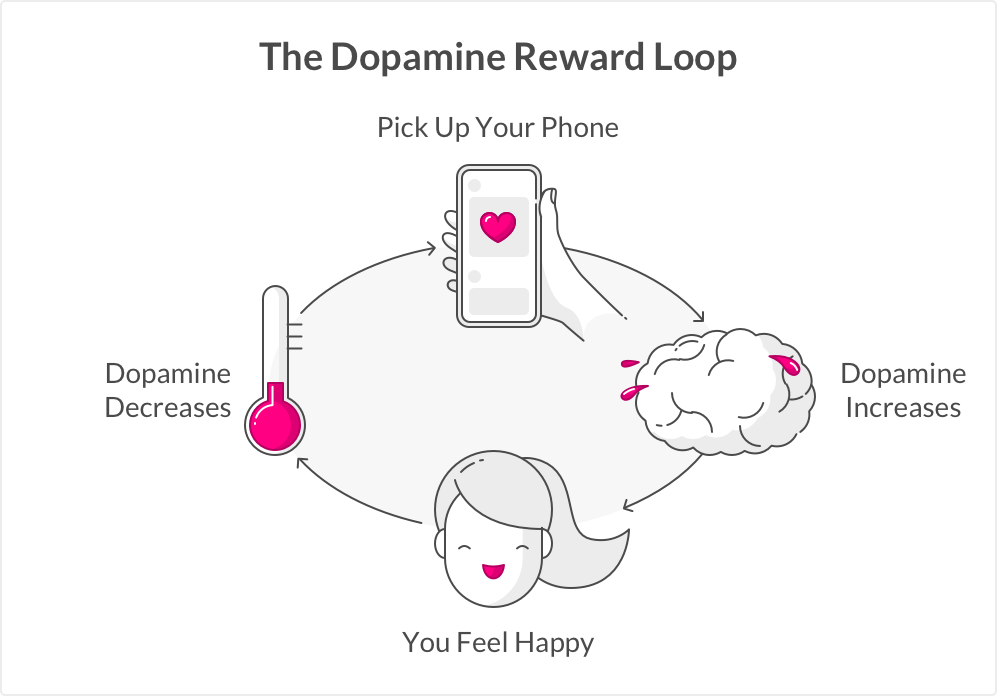 The Dopamine Reward Loop
Pick Up Your Phone
Dopamine
Decreases
Dopamine
Increases
You Feel Happy